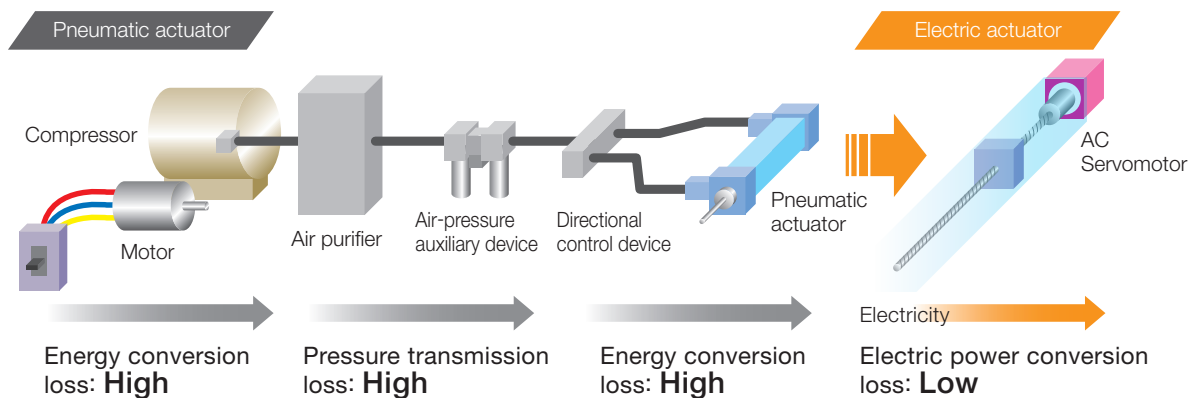 Pneumatic actuator
Electric actuator
Compressor
Motor
Air purifier
Air-pressure
auxiliary device
Directional
control device
Pneumatic
actuator
AC
Servomotor
Electricity
Energy conversion
loss: High
Pressure transmission
loss: High
Energy conversion
loss: High
Electric power conversion
loss: Low